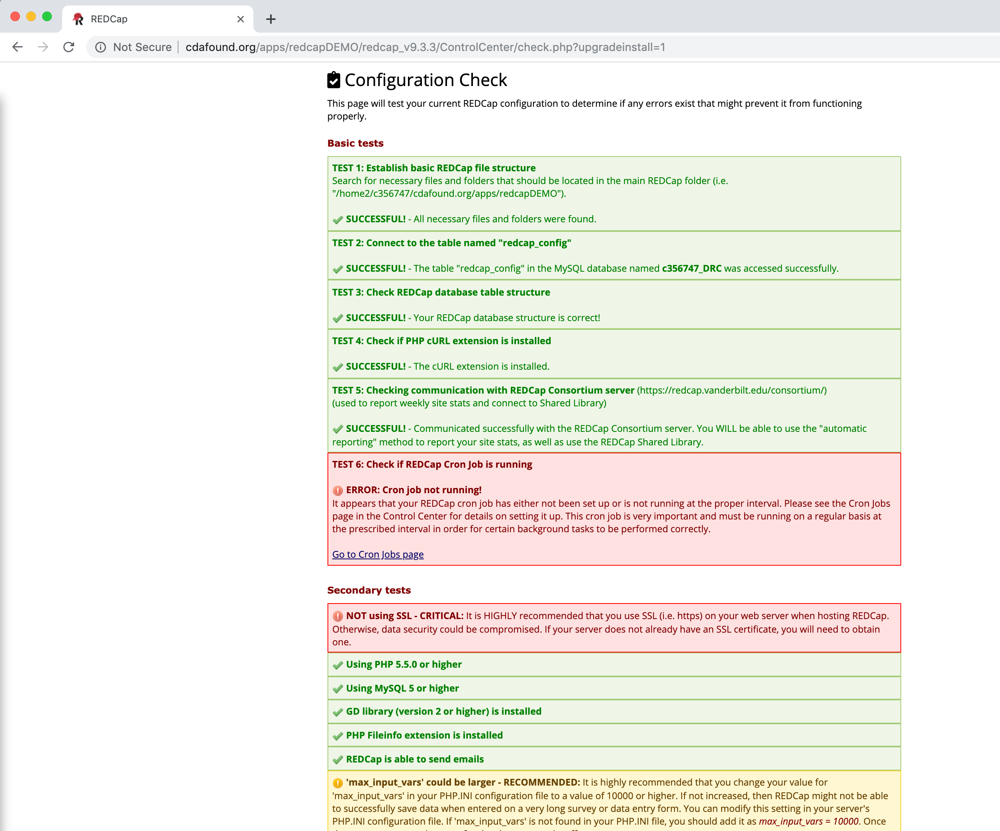 REDCap
Not Secure | cdafound.org/apps/redcapDEMO/redcap_v9.3.3/ControlCenter/check.php?upgradeinstall=1
Configuration Check
This page will test your current REDCap configuration to determine if any errors exist that might prevent it from functioning
properly.
Basic tests
TEST 1: Establish basic REDCap file structure
Search for necessary files and folders that should be located in the main REDCap folder (i.e.
"/home2/c356747/cdafound.org/apps/redcapDEMO").
SUCCESSFUL! - All necessary files and folders were found.
TEST 2: Connect to the table named "redcap_config"
SUCCESSFUL! - The table "redcap_config" in the MySQL database named c356747_DRC was accessed successfully.
TEST 3: Check REDCap database table structure
SUCCESSFUL! - Your REDCap database structure is correct!
TEST 4: Check if PHP cURL extension is installed
SUCCESSFUL! - The cURL extension is installed.
TEST 5: Checking communication with REDCap Consortium server (https://redcap.vanderbilt.edu/consortium/)
(used to report weekly site stats and connect to Shared Library)
SUCCESSFUL! - Communicated successfully with the REDCap Consortium server. You WILL be able to use the "automatic
reporting" method to report your site stats, as well as use the REDCap Shared Library.
TEST 6: Check if REDCap Cron Job is running
ERROR: Cron job not running!
It appears that your REDCap cron job has either not been set up or is not running at the proper interval. Please see the Cron Jobs
page in the Control Center for details on setting it up. This cron job is very important and must be running on a regular basis at
the prescribed interval in order for certain background tasks to be performed correctly.
Go to Cron Jobs page
Secondary tests
NOT using SSL - CRITICAL: It is HIGHLY recommended that you use SSL (i.e. https) on your web server when hosting REDCap.
Otherwise, data security could be compromised. If your server does not already have an SSL certificate, you will need to obtain
one.
Using PHP 5.5.0 or higher
Using MySQL 5 or higher
GD library (version 2 or higher) is installed
PHP Fileinfo extension is installed
REDCap is able to send emails
'max_input_vars' could be larger - RECOMMENDED: It is highly recommended that you change your value for
'max_input_vars' in your PHP.INI configuration file to a value of 10000 or higher. If not increased, then REDCap might not be able
to successfully save data when entered on a very long survey or data entry form. You can modify this setting in your server's
PHP.INI configuration file. If 'max_input_vars' is not found in your PHP.INI file, you should add it as max_input_vars = 10000. Once